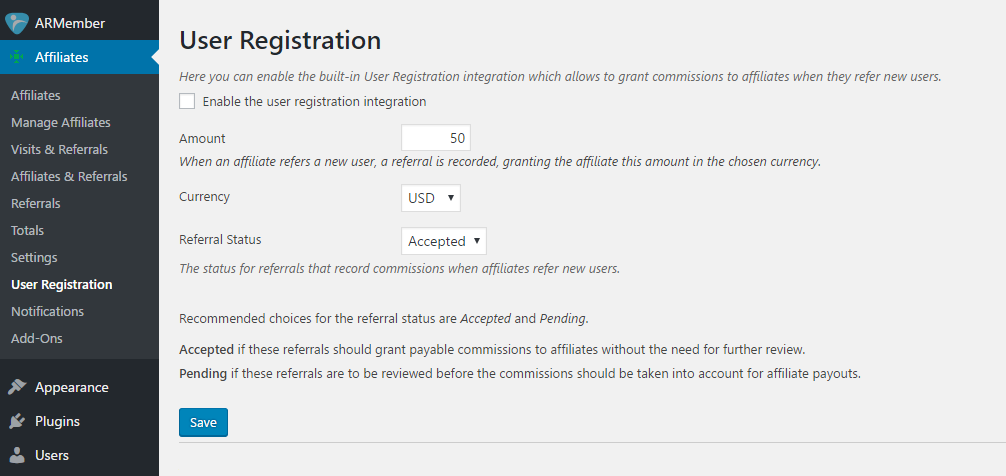 ARMember
Affiliates
Affiliates
Manage Affiliates
Visits & Referrals
Affiliates & Referrals
Referrals
Totals
Settings
User Registration
Notifications
Add-Ons
Appearance
Plugins
Users
User Registration
Here you can enable the built-in User Registration integration which allows to grant commissions to affiliates when they refer new users.
Enable the user registration integration
Amount 50
When an affiliate refers a new user, a referral is recorded, granting the affiliate this amount in the chosen currency.
Currency USD
Referral Status Accepted
The status for referrals that record commissions when affiliates refer new users.
Recommended choices for the referral status are Accepted and Pending.
Accepted if these referrals should grant payable commissions to affiliates without the need for further review.
Pending if these referrals are to be reviewed before the commissions should be taken into account for affiliate payouts.
Save